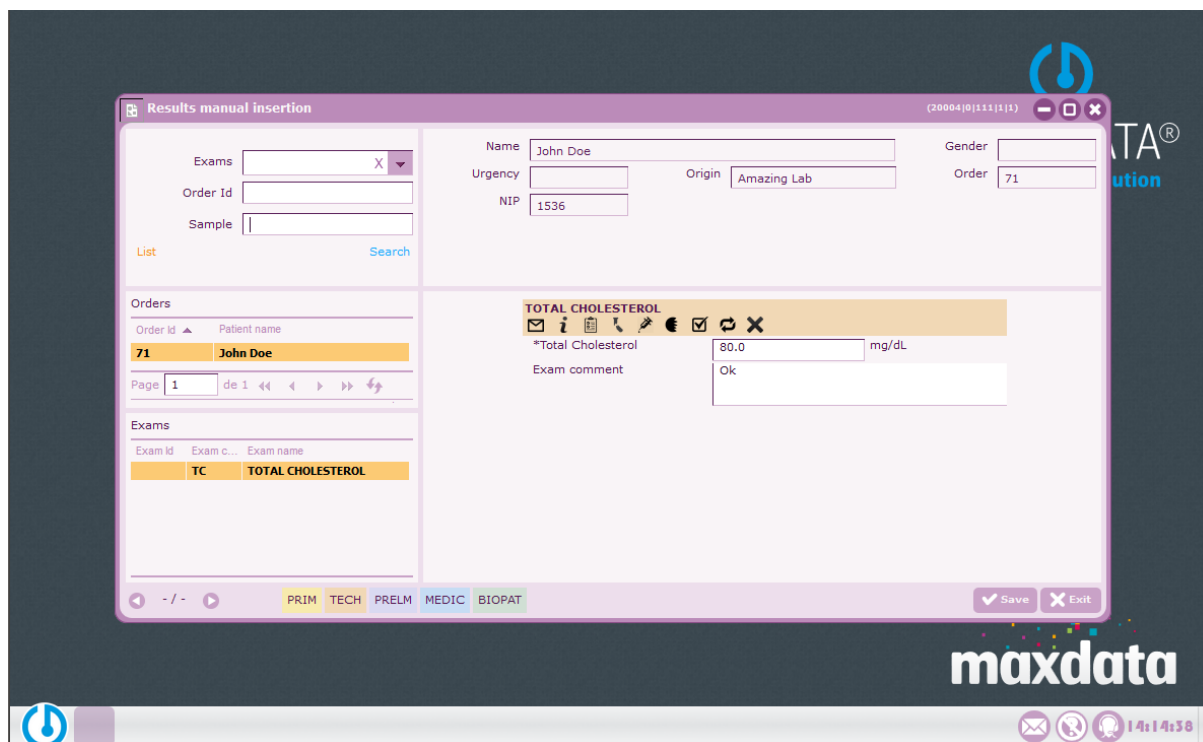 Results manual insertion
(20004|0|111|1|1)
TA®
ution
Exams X
Order Id
Sample
List Search
Name John Doe
Gender
Urgency
Origin Amazing Lab
Order 71
NIP 1536
Orders
Order Id Patient name
71 John Doe
Page 1 de 1
Exams
Exam Id Exam c... Exam name
TC TOTAL CHOLESTEROL
TOTAL CHOLESTEROL
*Total Cholesterol 80.0 mg/dL
Exam comment Ok
- / -
PRIM TECH PRELM MEDIC BIOPAT
Save Exit
maxdata
14:14:38